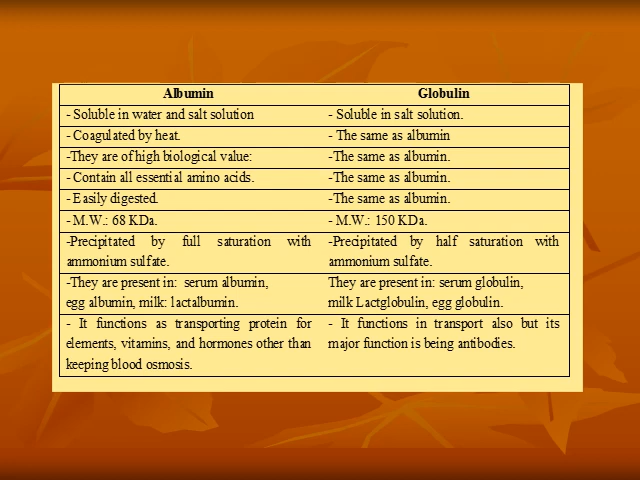 Albumin Globulin
- Soluble in water and salt solution - Soluble in salt solution.
- Coagulated by heat. - The same as albumin
-They are of high biological value: -The same as albumin.
- Contain all essential amino acids. -The same as albumin.
- Easily digested. -The same as albumin.
- M.W.: 68 KDa. - M.W.: 150 KDa.
-Precipitated by full saturation with -Precipitated by half saturation with
ammonium sulfate. ammonium sulfate.
-They are present in: serum albumin, They are present in: serum globulin,
egg albumin, milk: lactalbumin. milk Lactglobulin, egg globulin.
- It functions as transporting protein for - It functions in transport also but its
elements, vitamins, and hormones other than major function is being antibodies.
keeping blood osmosis.